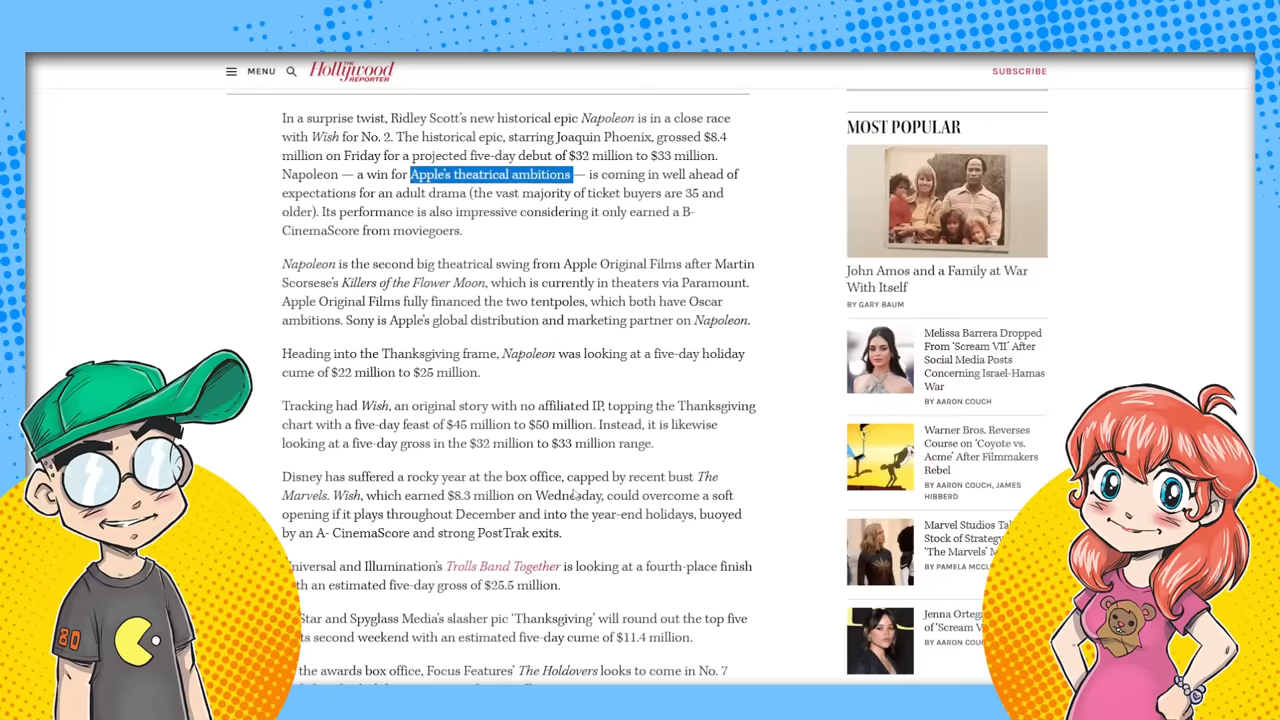 MENU
THE
Hollywood
REPORTER
SUBSCRIBE
In a surprise twist, Ridley Scott's new historical epic Napoleon is in a close race
with Wish for No. 2. The historical epic, starring Joaquin Phoenix, grossed $8.4
million on Friday for a projected five-day debut of $32 million to $33 million.
Napoleon — a win for Apple's theatrical ambitions — is coming in well ahead of
expectations for an adult drama (the vast majority of ticket buyers are 35 and
older). Its performance is also impressive considering it only earned a B-
CinemaScore from moviegoers.
Napoleon is the second big theatrical swing from Apple Original Films after Martin
Scorsese's Killers of the Flower Moon, which is currently in theaters via Paramount.
Apple Original Films fully financed the two tentpoles, which both have Oscar
ambitions. Sony is Apple's global distribution and marketing partner on Napoleon.
Heading into the Thanksgiving frame, Napoleon was looking at a five-day holiday
cume of $22 million to $25 million.
Tracking had Wish, an original story with no affiliated IP, topping the Thanksgiving
chart with a five-day feast of $45 million to $50 million. Instead, it is likewise
looking at a five-day gross in the $32 million to $33 million range.
Disney has suffered a rocky year at the box office, capped by recent bust The
Marvels. Wish, which earned $8.3 million on Wednesday, could overcome a soft
opening if it plays throughout December and into the year-end holidays, buoyed
by an A- CinemaScore and strong PostTrak exits.
niversal and Illumination's Trolls Band Together is looking at a fourth-place finish
an estimated five-day gross of $25.5 million.
Star and Spyglass Media's slasher pic 'Thanksgiving' will round out the top five
second weekend with an estimated five-day cume of $11.4 million.
the awards box office, Focus Features' The Holdovers looks to come in No. 7
MOST POPULAR
John Amos and a Family at War
With Itself
BY GARY BAUM
Melissa Barrera Dropped
From 'Scream VII' After
Social Media Posts
Concerning Israel-Hamas
War
BY AARON COUCH
Warner Bros. Reverses
Course on 'Coyote vs.
Acme' After Filmmakers
Rebel
BY AARON COUCH, JAMES
HIBBERD
Marvel Studios Ta
Stock of Strategy
'The Marvels'
BY PAMELA MCCL
Jenna Orteg
of 'Scream V
BY AARON COU
80